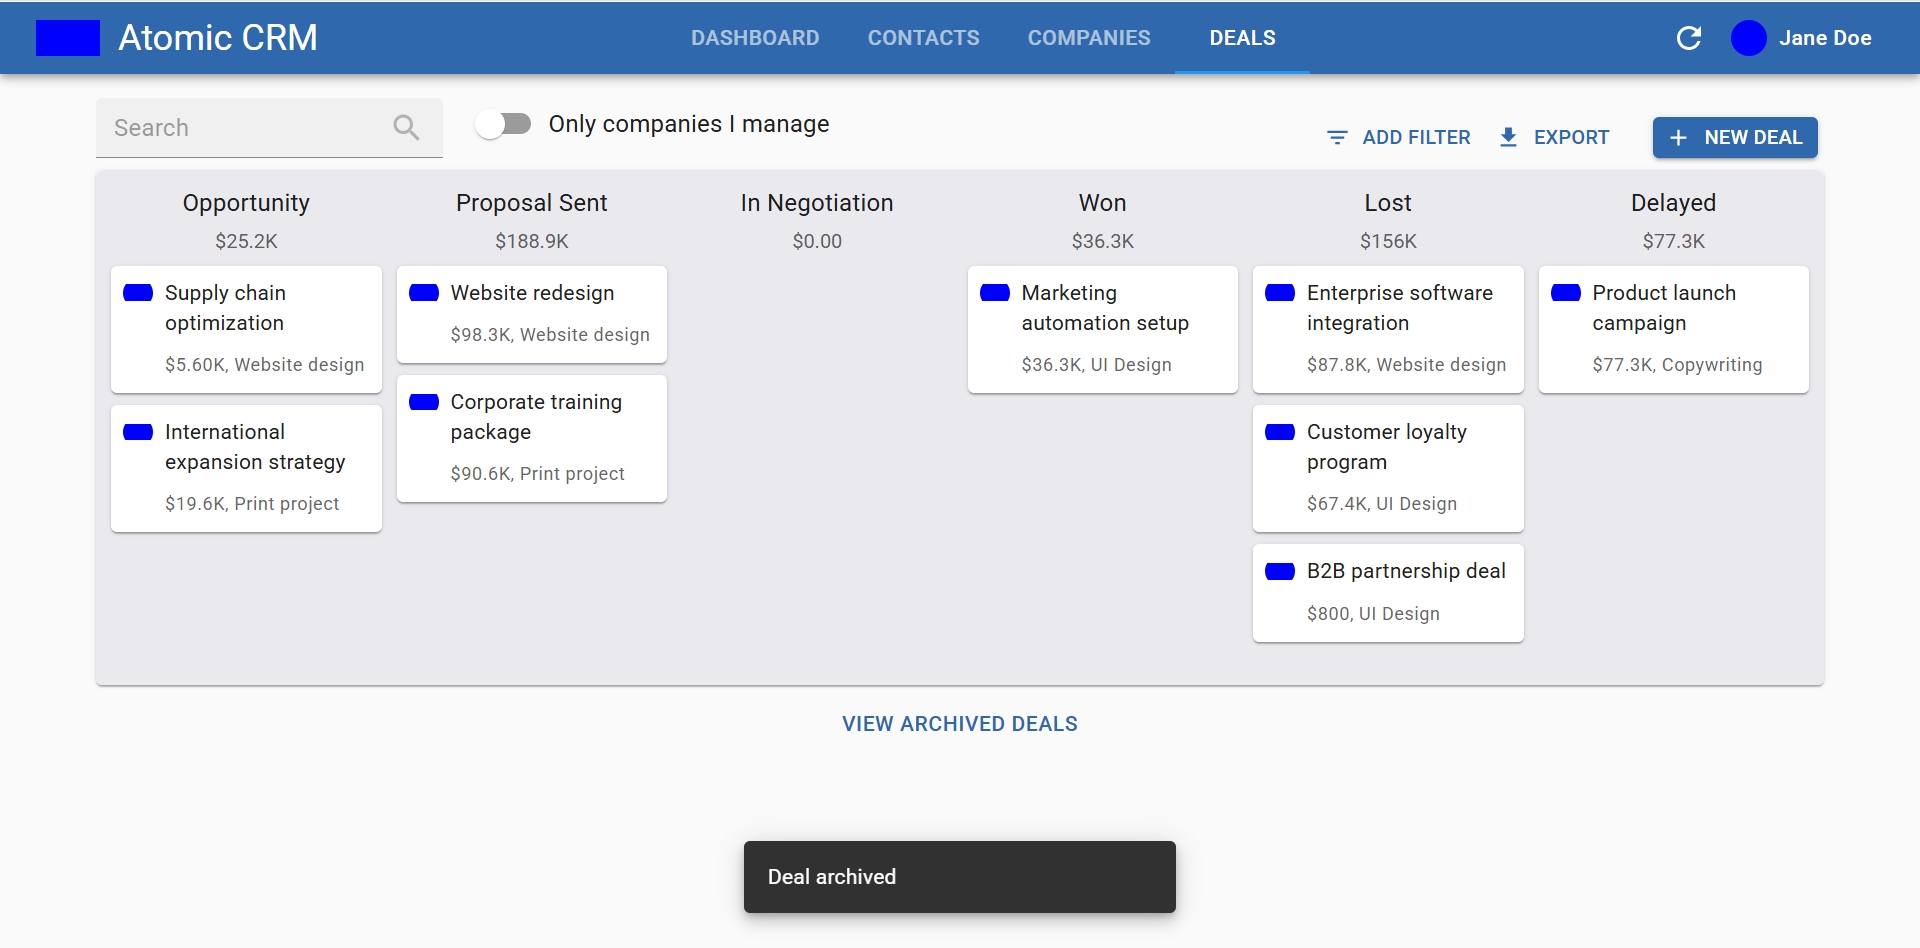 Atomic CRM
DASHBOARD
CONTACTS
COMPANIES
DEALS
Jane Doe
Search
Only companies I manage
ADD FILTER
EXPORT
NEW DEAL
Opportunity
$25.2K
Supply chain
optimization
$5.60K, Website design
International
expansion strategy
$19.6K, Print project
Proposal Sent
$188.9K
Website redesign
$98.3K, Website design
Corporate training
package
$90.6K, Print project
In Negotiation
$0.00
Won
$36.3K
Marketing
automation setup
$36.3K, UI Design
Lost
$156K
Enterprise software
integration
$87.8K, Website design
Customer loyalty
program
$67.4K, UI Design
B2B partnership deal
$800, UI Design
Delayed
$77.3K
Product launch
campaign
$77.3K, Copywriting
VIEW ARCHIVED DEALS
Deal archived